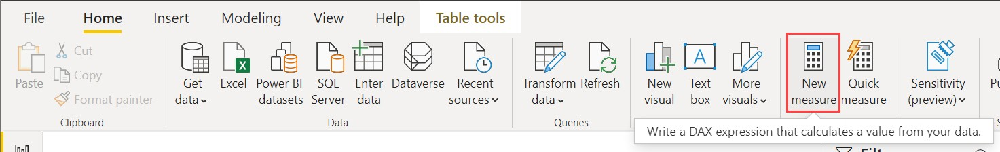 File Home Insert Modeling View Help Table tools
Paste
Cut
Copy
Format painter
Clipboard
Get
data
Excel
X
Power BI
datasets
SQL
Server
Enter
data
Dataverse
Recent
sources
Data
Transform
data
Refresh
Queries
New
visual
A
Text
box
More
visuals
New
measure
Quick
measure
Sensitivity
(preview)
Write a DAX expression that calculates a value from your data.